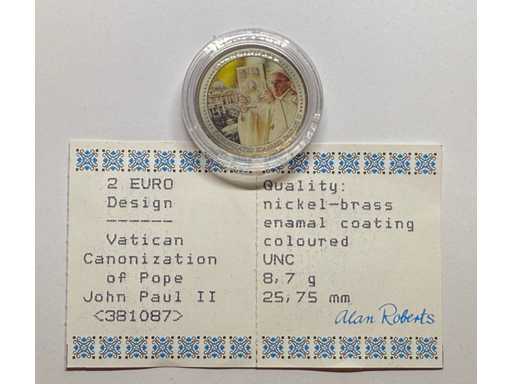 2 EURO
Design
------
Vatican
Canonization
of Pope
John Paul II
<381087>
Quality:
nickel-brass
enamal coating
coloured
UNC
8,7 g
25,75 mm
Alan Roberts